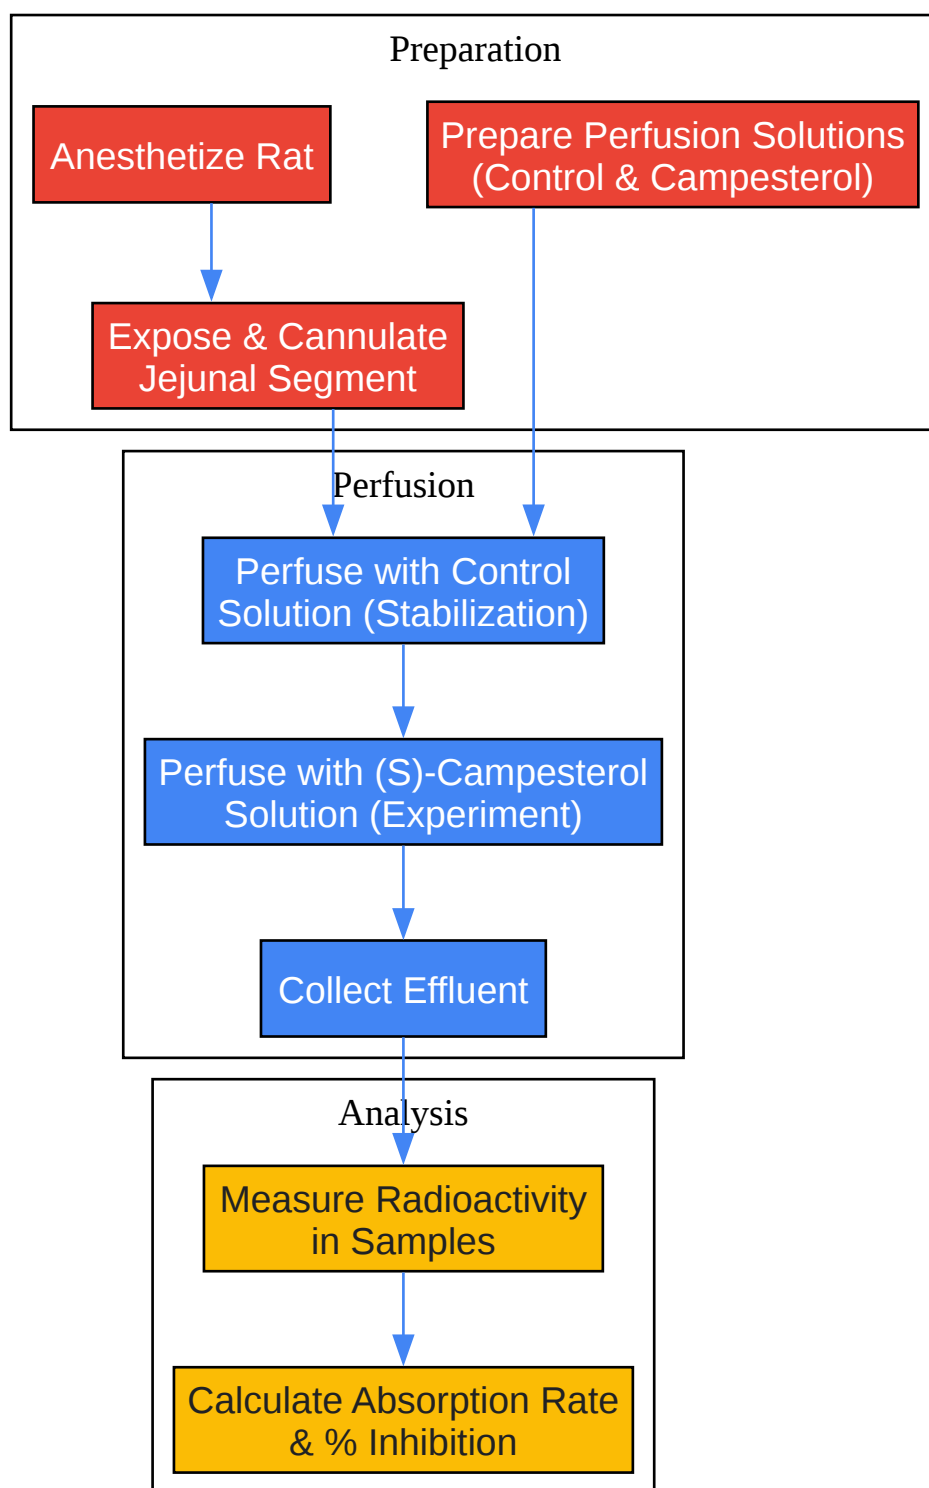 Preparation
Anesthetize Rat
Prepare Perfusion Solutions
(Control & Campesterol)
Expose & Cannulate
Jejunal Segment
Perfusion
Perfuse with Control
Solution (Stabilization)
Perfuse with (S)-Campesterol
Solution (Experiment)
Collect Effluent
Analysis
Measure Radioactivity
in Samples
Calculate Absorption Rate
& % Inhibition